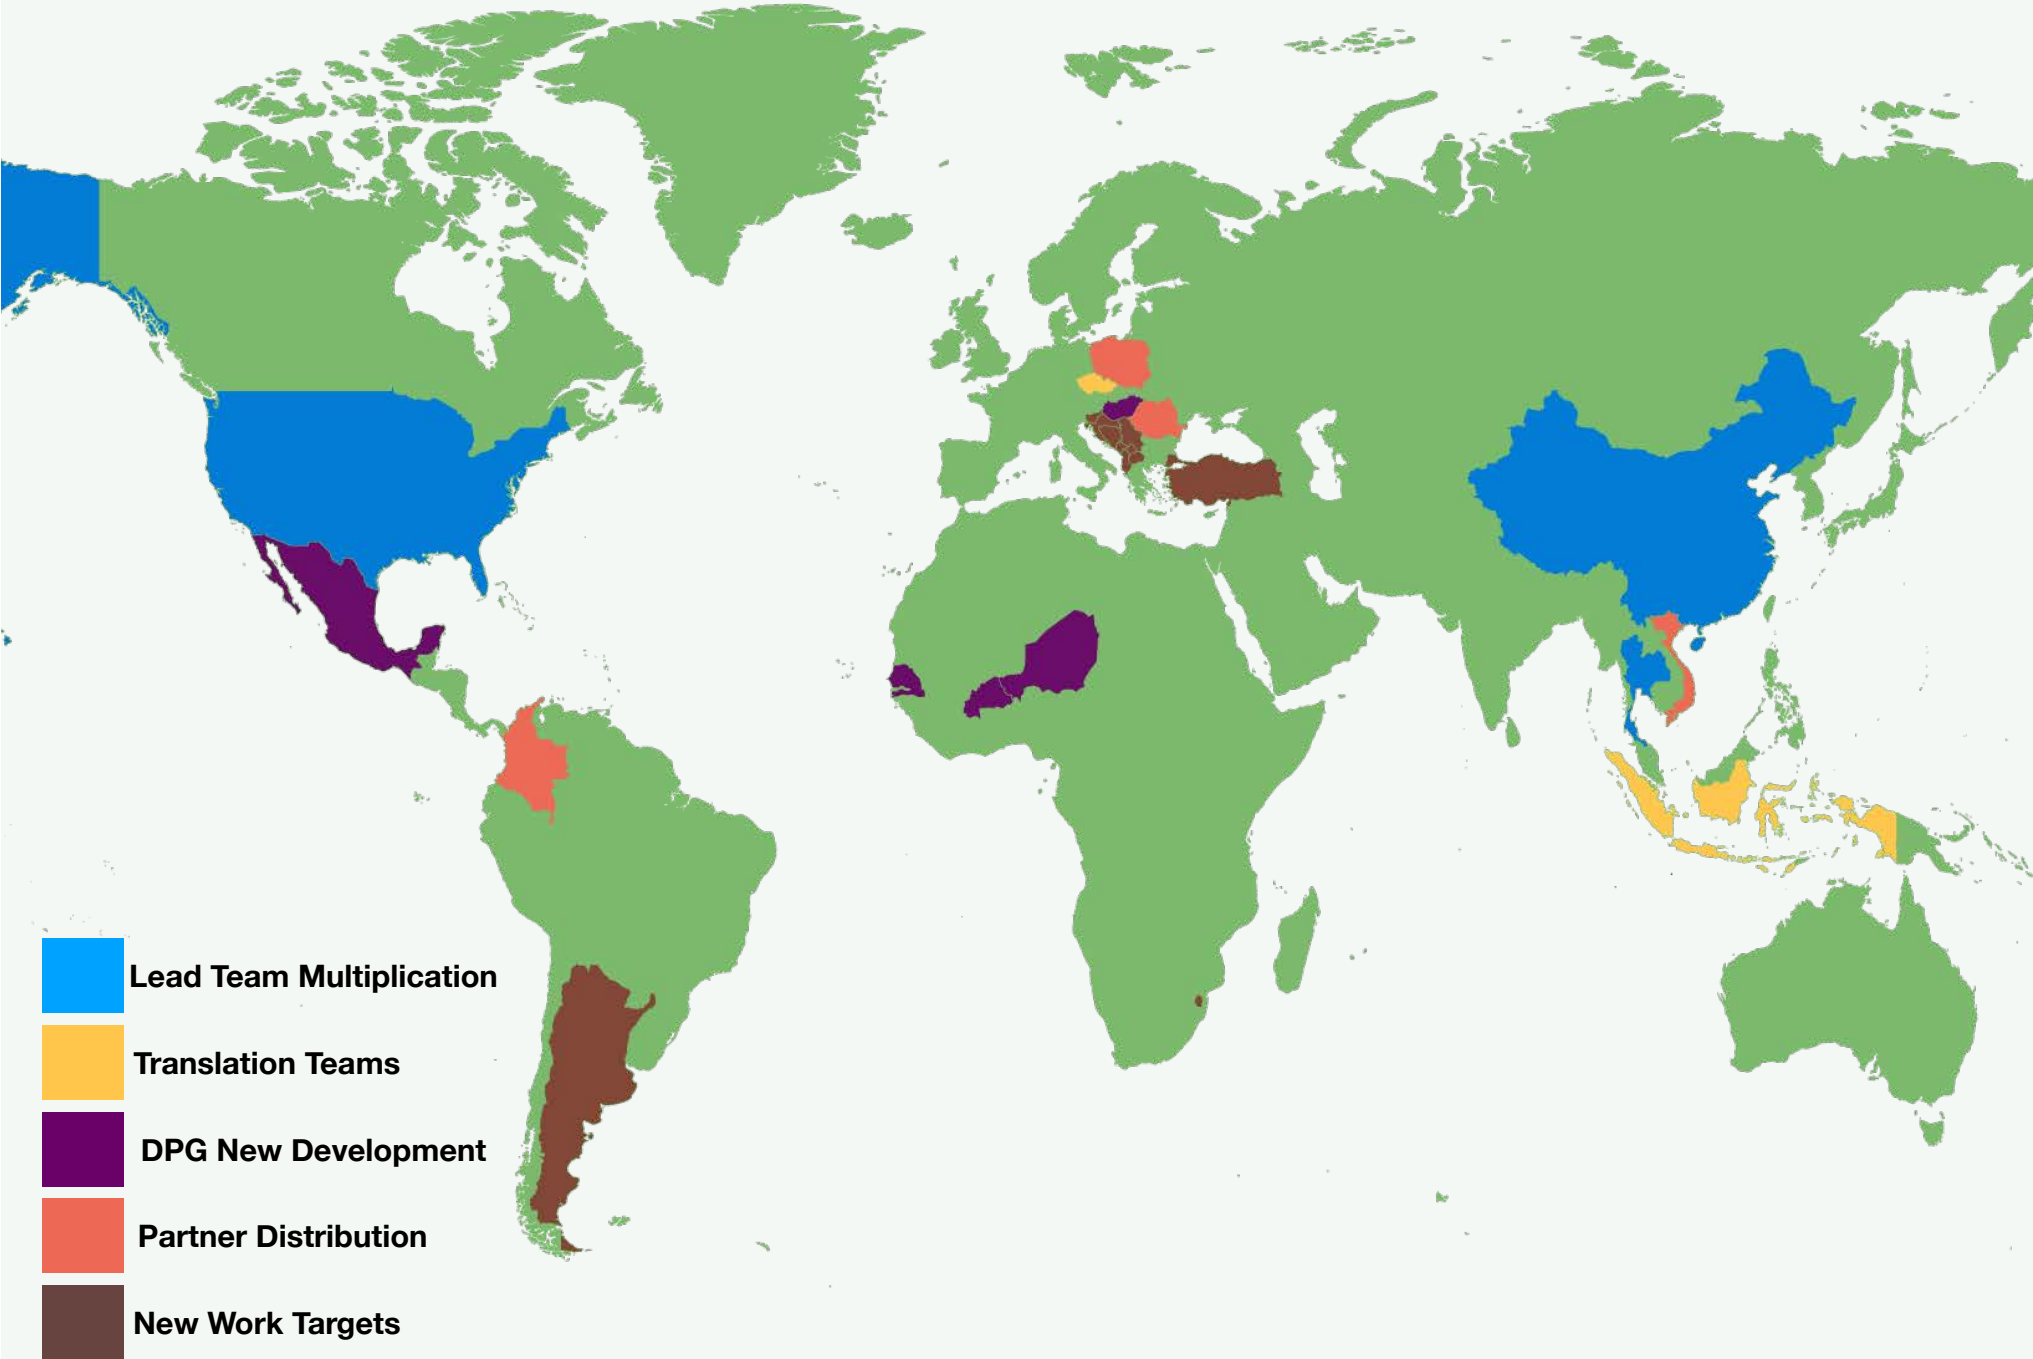 Lead Team Multiplication
Translation Teams
DPG New Development
Partner Distribution
New Work Targets